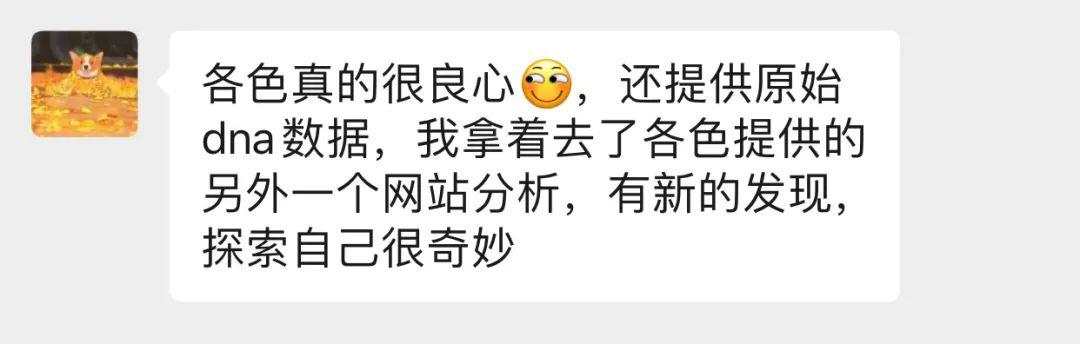 各色真的很良心，还提供原始
dna数据，我拿着去了各色提供的
另外一个网站分析，有新的发现，
探索自己很奇妙